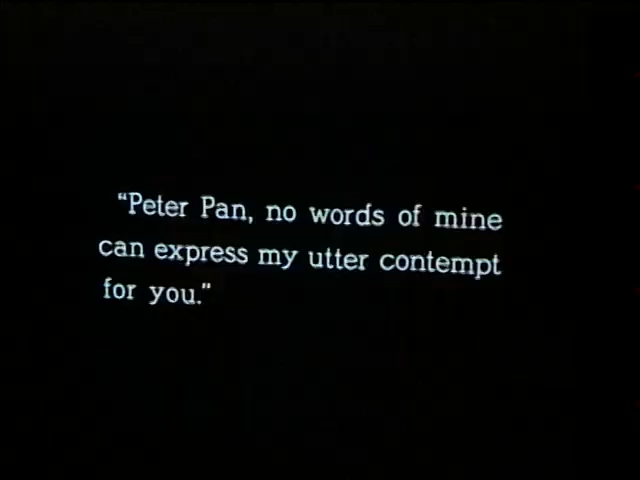 "Peter Pan, no words of mine
can express my utter contempt
for you."